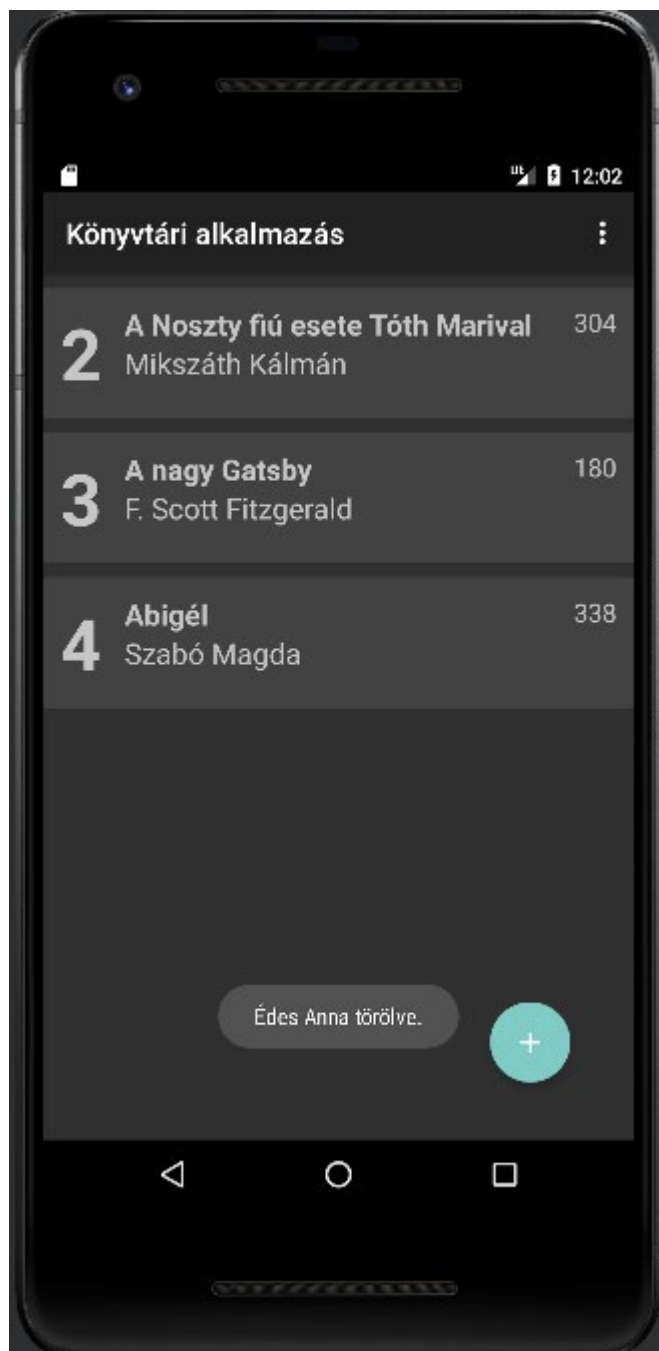 12:02
Könyvtári alkalmazás
2
A Noszty fiú esete Tóth Marival
304
Mikszáth Kálmán
3
A nagy Gatsby
180
F. Scott Fitzgerald
4
Abigél
338
Szabó Magda
Édes Anna törölve.
+